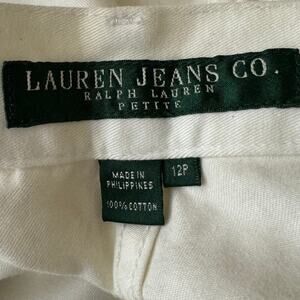 LAUREN JEANS CO.
RALPH LAUREN
PETITE
MADE IN
PHILIPPINES
100% COTTON
12P